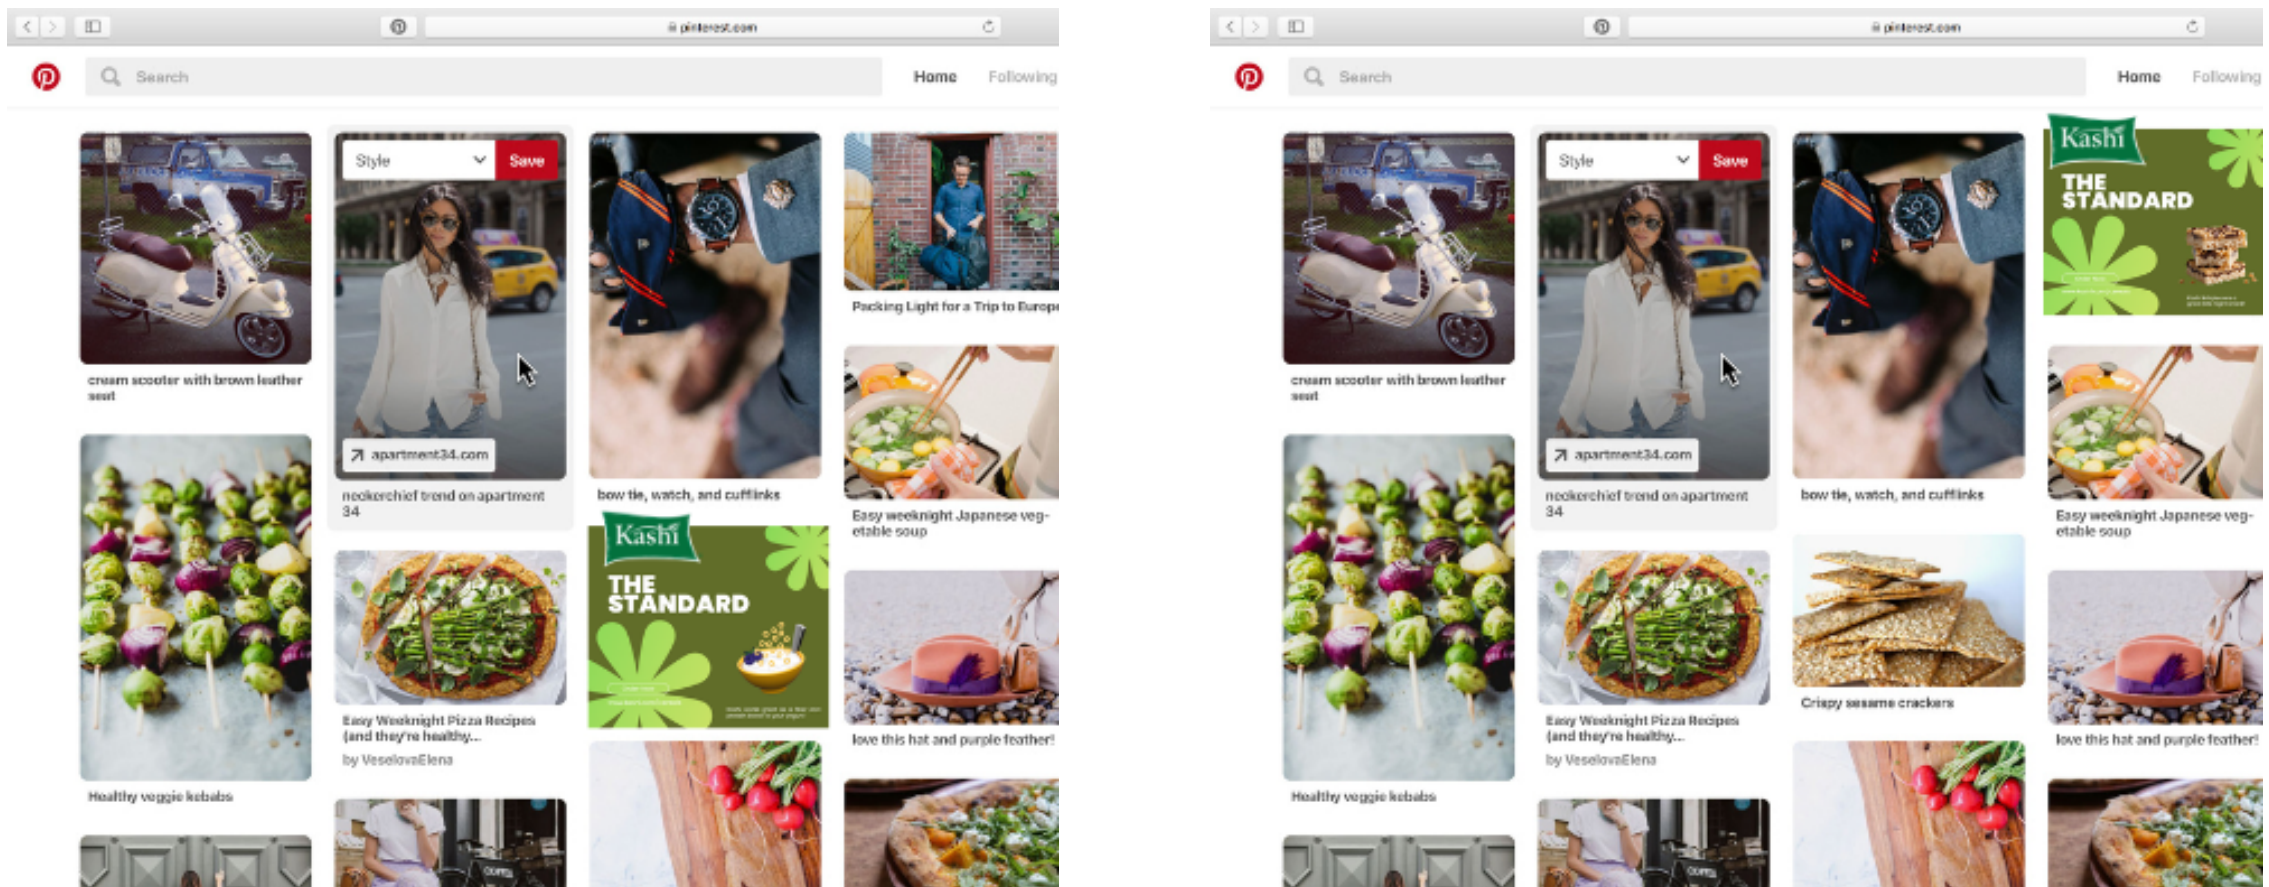 pinterest.com
Search
Home
Following
Style
Save
cream scooter with brown leather
seat
apartment34.com
neckerchief trend on apartment
34
bow tie, watch, and cufflinks
Packing Light for a Trip to Europe
Easy weeknight Japanese veg-
etable soup
Kashi
THE
STANDARD
love this hat and purple feather!
Easy Weeknight Pizza Recipes
(and they're healthy...
by VeselovaElena
Healthy veggie kebabs
pinterest.com
Search
Home
Following
Style
Save
cream scooter with brown leather
seat
apartment34.com
neckerchief trend on apartment
34
bow tie, watch, and cufflinks
Kashi
THE
STANDARD
Easy weeknight Japanese veg-
etable soup
Crispy sesame crackers
love this hat and purple feather!
Easy Weeknight Pizza Recipes
(and they're healthy...
by VeselovaElena
Healthy veggie kebabs